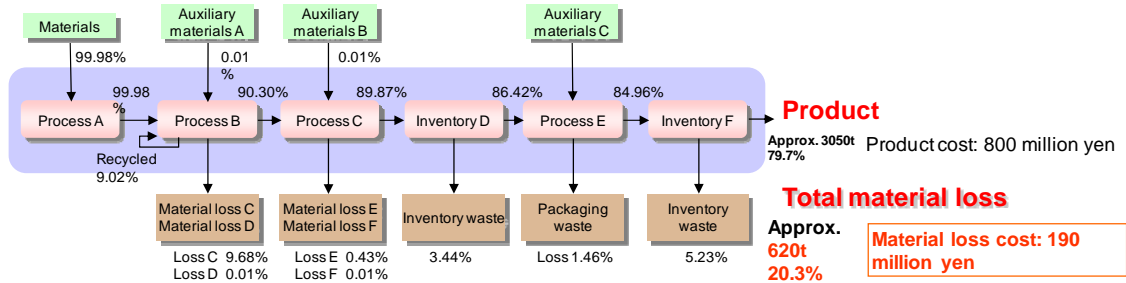 Materials
Auxiliary
materials A
Auxiliary
materials B
Auxiliary
materials C
99.98%
0.01
%
0.01%
99.98
%
90.30%
89.87%
86.42%
84.96%
Process A
Process B
Process C
Inventory D
Process E
Inventory F
Product
Approx. 3050t
79.7%
Product cost: 800 million yen
Recycled
9.02%
Material loss C
Material loss D
Material loss E
Material loss F
Inventory waste
Packaging
waste
Inventory
waste
Loss C 9.68%
Loss D 0.01%
Loss E 0.43%
Loss F 0.01%
3.44%
Loss 1.46%
5.23%
Total material loss
Approx.
620t
20.3%
Material loss cost: 190
million yen